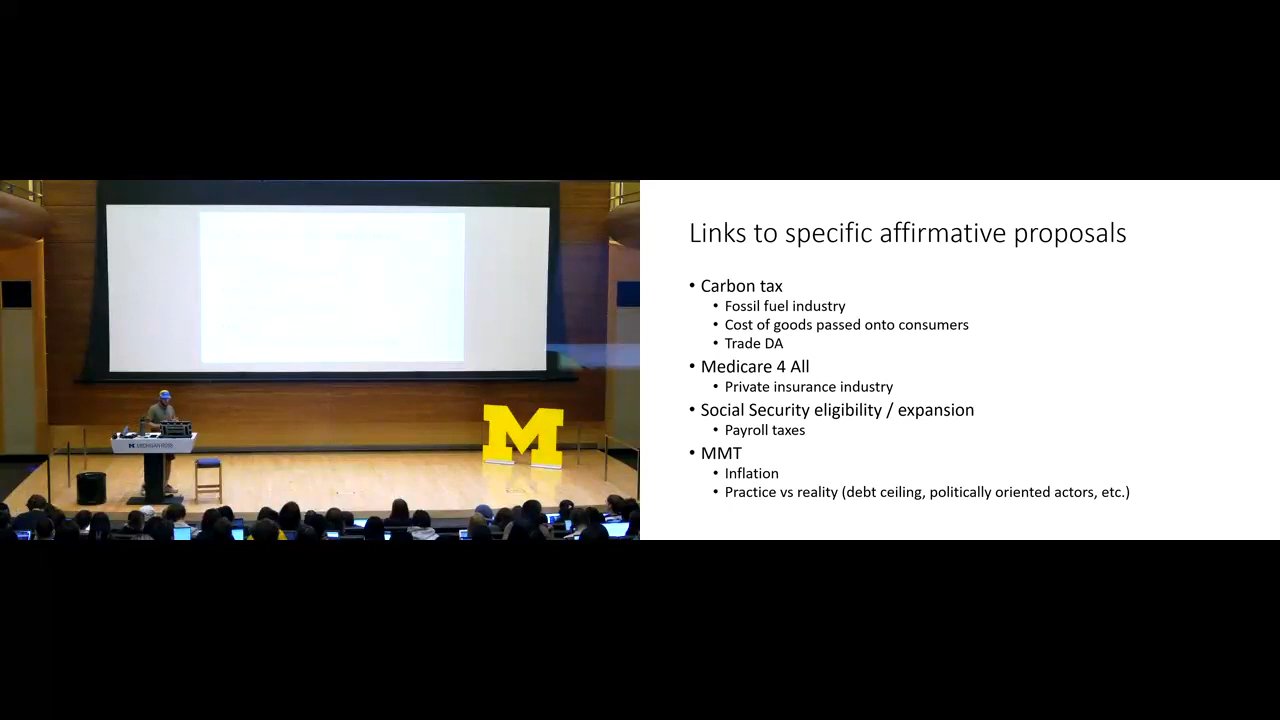 M
MICHIGAN ROSS
Links to specific affirmative proposals
• Carbon tax
• Fossil fuel industry
• Cost of goods passed onto consumers
• Trade DA
• Medicare 4 All
• Private insurance industry
• Social Security eligibility / expansion
• Payroll taxes
• MMT
• Inflation
• Practice vs reality (debt ceiling, politically oriented actors, etc.)